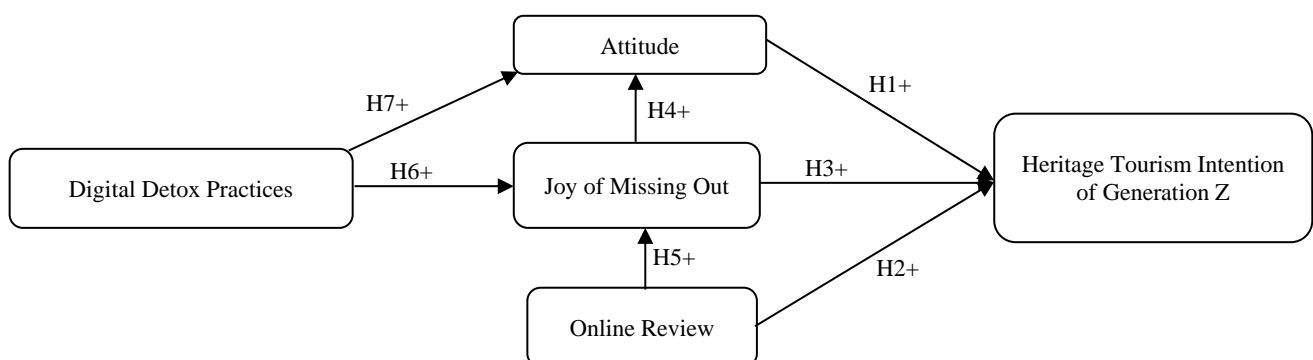 Attitude
H7+
H1+
H4+
Digital Detox Practices
H6+
Joy of Missing Out
H3+
Heritage Tourism Intention
of Generation Z
H5+
H2+
Online Review